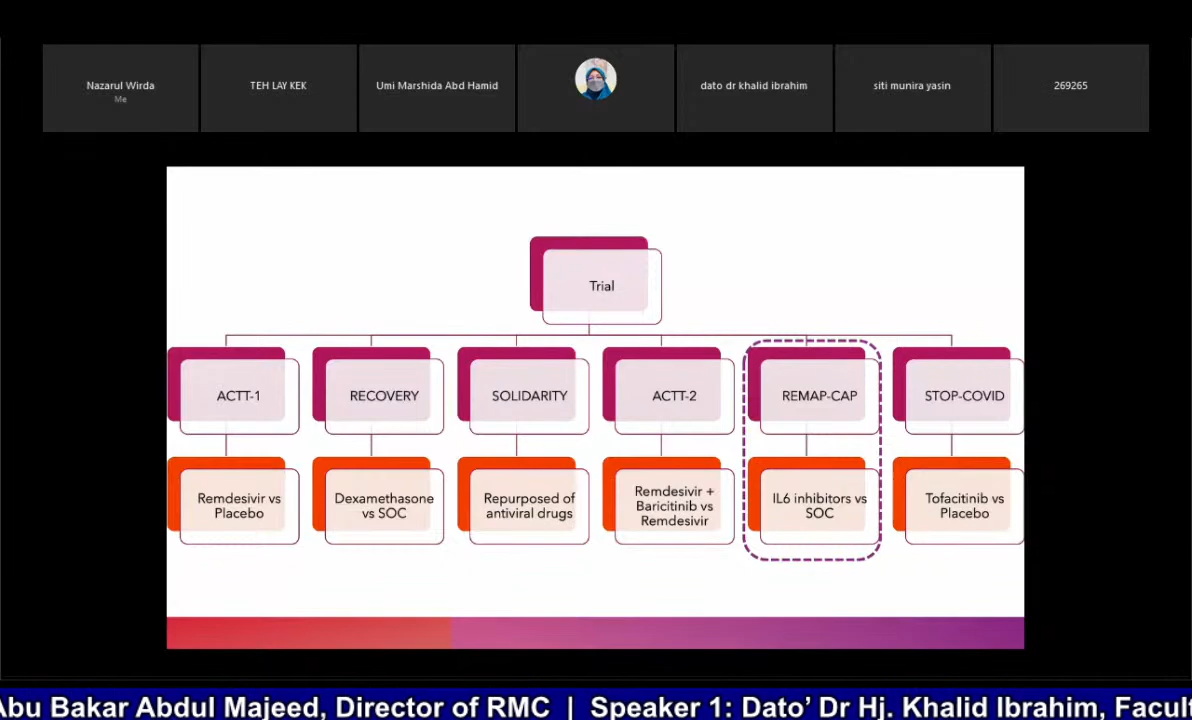 Nazarul Wirda
Me
TEH LAY KEK
Umi Marshida Abd Hamid
dato dr khalid ibrahim
siti munira yasin
269265
Trial
ACTT-1
RECOVERY
SOLIDARITY
ACTT-2
REMAP-CAP
STOP-COVID
Remdesivir vs
Placebo
Dexamethasone
vs SOC
Repurposed of
antiviral drugs
Remdesivir +
Baricitinib vs
Remdesivir
IL6 inhibitors vs
SOC
Tofacitinib vs
Placebo
Abu Bakar Abdul Majeed, Director of RMC | Speaker 1: Dato’ Dr Hj. Khalid Ibrahim, Facul